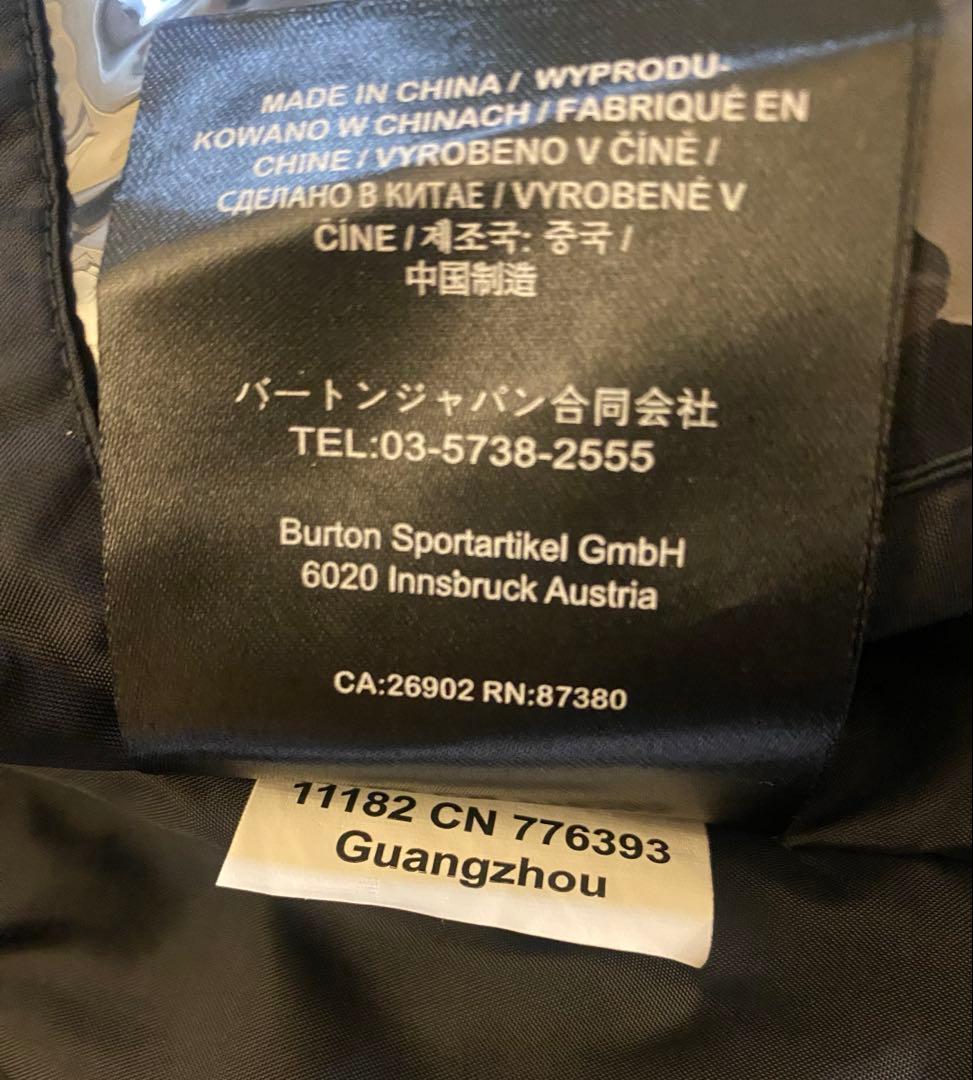 MADE IN CHINA / WYPRODU-
KOWANO W CHINACH / FABRIQUÉ EN
CHINE / VYROBENO V ČÍNĚ /
СДЕЛАНО В КИТАЕ / VYROBENÉ V
ČÍNE / 제조국: 중국 /
中国制造
バートンジャパン合同会社
TEL:03-5738-2555
Burton Sportartikel GmbH
6020 Innsbruck Austria
CA:26902 RN:87380
11182 CN 776393
Guangzhou